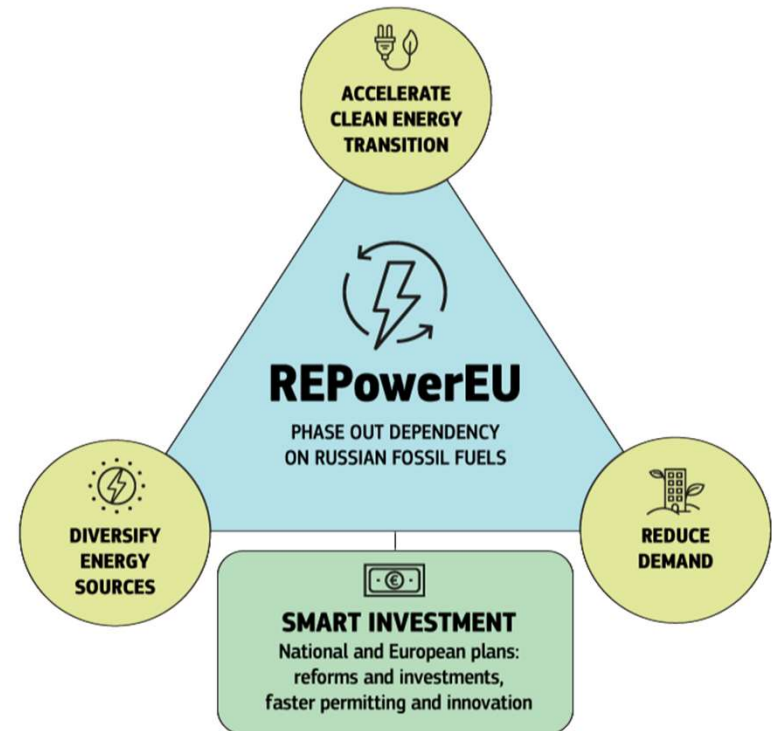 ACCELERATE
CLEAN ENERGY
TRANSITION
REPowerEU
PHASE OUT DEPENDENCY
ON RUSSIAN FOSSIL FUELS
DIVERSIFY
ENERGY
SOURCES
REDUCE
DEMAND
€
SMART INVESTMENT
National and European plans:
reforms and investments,
faster permitting and innovation